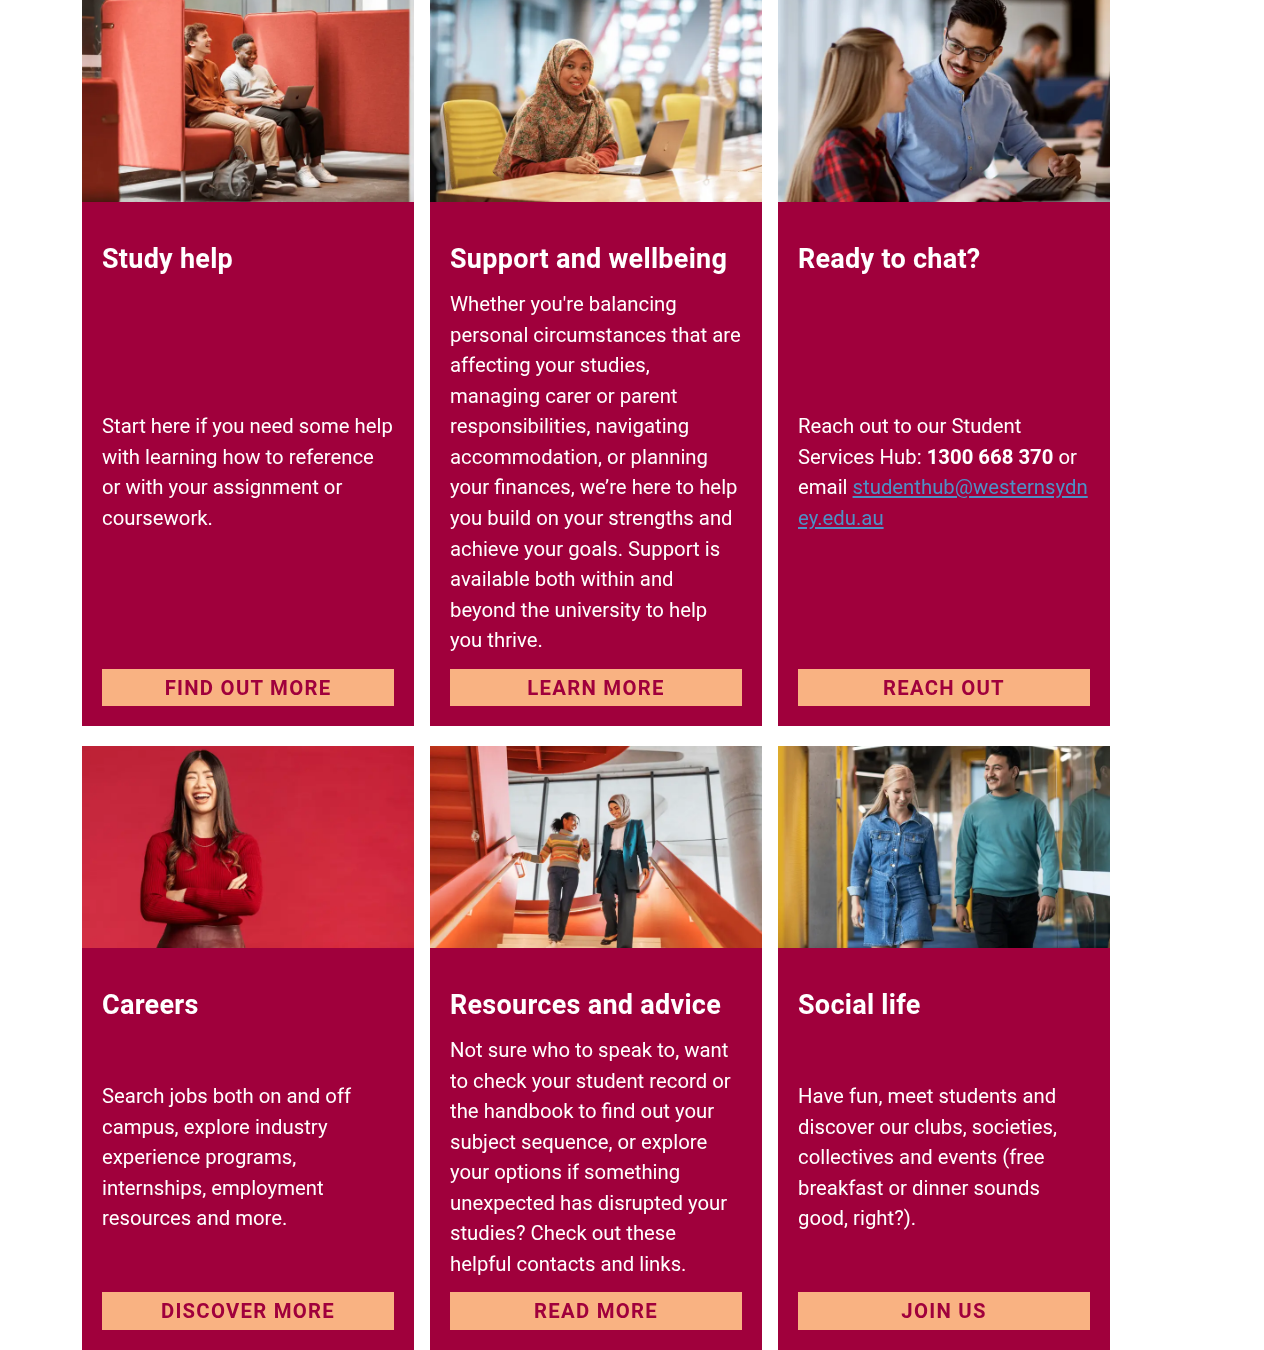 Study help
Start here if you need some help
with learning how to reference
or with your assignment or
coursework.
FIND OUT MORE
Support and wellbeing
Whether you're balancing
personal circumstances that are
affecting your studies,
managing carer or parent
responsibilities, navigating
accommodation, or planning
your finances, we’re here to help
you build on your strengths and
achieve your goals. Support is
available both within and
beyond the university to help
you thrive.
LEARN MORE
Ready to chat?
Reach out to our Student
Services Hub: 1300 668 370 or
email studenthub@westernsydn
ey.edu.au
REACH OUT
Careers
Search jobs both on and off
campus, explore industry
experience programs,
internships, employment
resources and more.
DISCOVER MORE
Resources and advice
Not sure who to speak to, want
to check your student record or
the handbook to find out your
subject sequence, or explore
your options if something
unexpected has disrupted your
studies? Check out these
helpful contacts and links.
READ MORE
Social life
Have fun, meet students and
discover our clubs, societies,
collectives and events (free
breakfast or dinner sounds
good, right?).
JOIN US